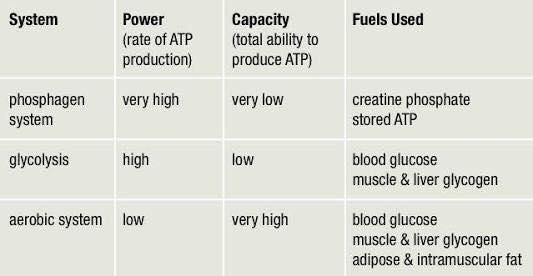 System Power Capacity Fuels Used
(rate of ATP (total ability to
production) produce ATP)
phosphagen very high very low creatine phosphate
system stored ATP
glycolysis high low blood glucose
muscle & liver glycogen
aerobic system low very high blood glucose
muscle & liver glycogen
adipose & intramuscular fat